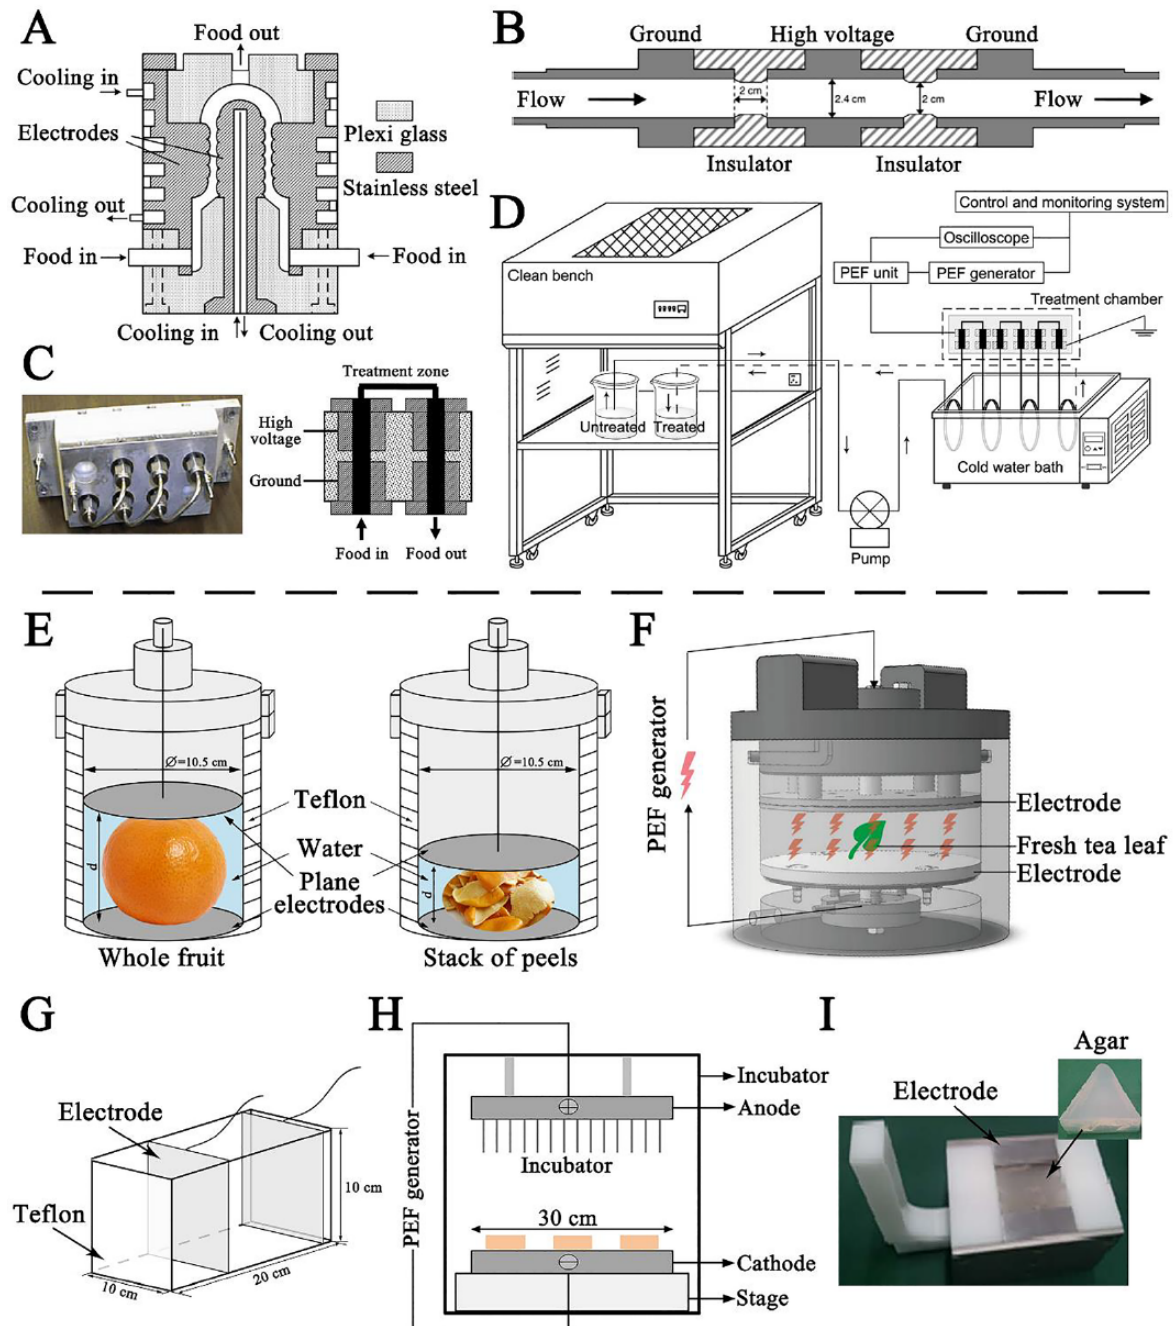 A
Food out
Cooling in
Electrodes
Plexi glass
Stainless steel
Cooling out
Food in
Food in
Cooling in
Cooling out
B
Ground
High voltage
Ground
Flow
2 cm
2.4 cm
2 cm
Flow
Insulator
Insulator
C
Treatment zone
High
voltage
Ground
Food in
Food out
D
Clean bench
Untreated
Treated
Control and monitoring system
Oscilloscope
PEF unit
PEF generator
Treatment chamber
Cold water bath
Pump
E
Ø=10.5 cm
d
Whole fruit
Teflon
Water
Plane
electrodes
Ø=10.5 cm
d
Stack of peels
F
PEF generator
Electrode
Fresh tea leaf
Electrode
G
Electrode
Teflon
10 cm
20 cm
10 cm
H
PEF generator
Incubator
Anode
Incubator
30 cm
Cathode
Stage
I
Agar
Electrode